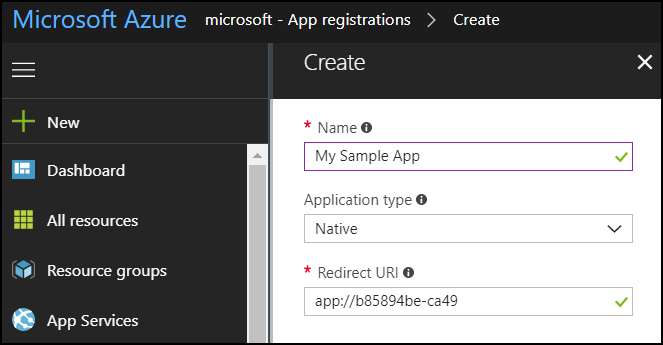 Microsoft Azure microsoft - App registrations > Create
Create
New
Dashboard
All resources
Resource groups
App Services
* Name
My Sample App
Application type
Native
* Redirect URI
app://b85894be-ca49